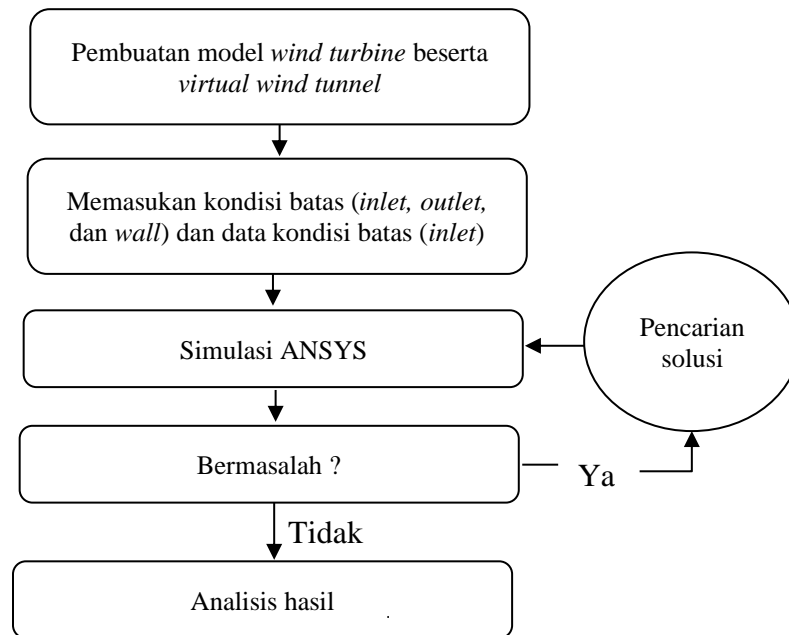 Pembuatan model wind turbine beserta
virtual wind tunnel
Memasukan kondisi batas (inlet, outlet,
dan wall) dan data kondisi batas (inlet)
Simulasi ANSYS
Pencarian
solusi
Bermasalah ?
Ya
Tidak
Analisis hasil